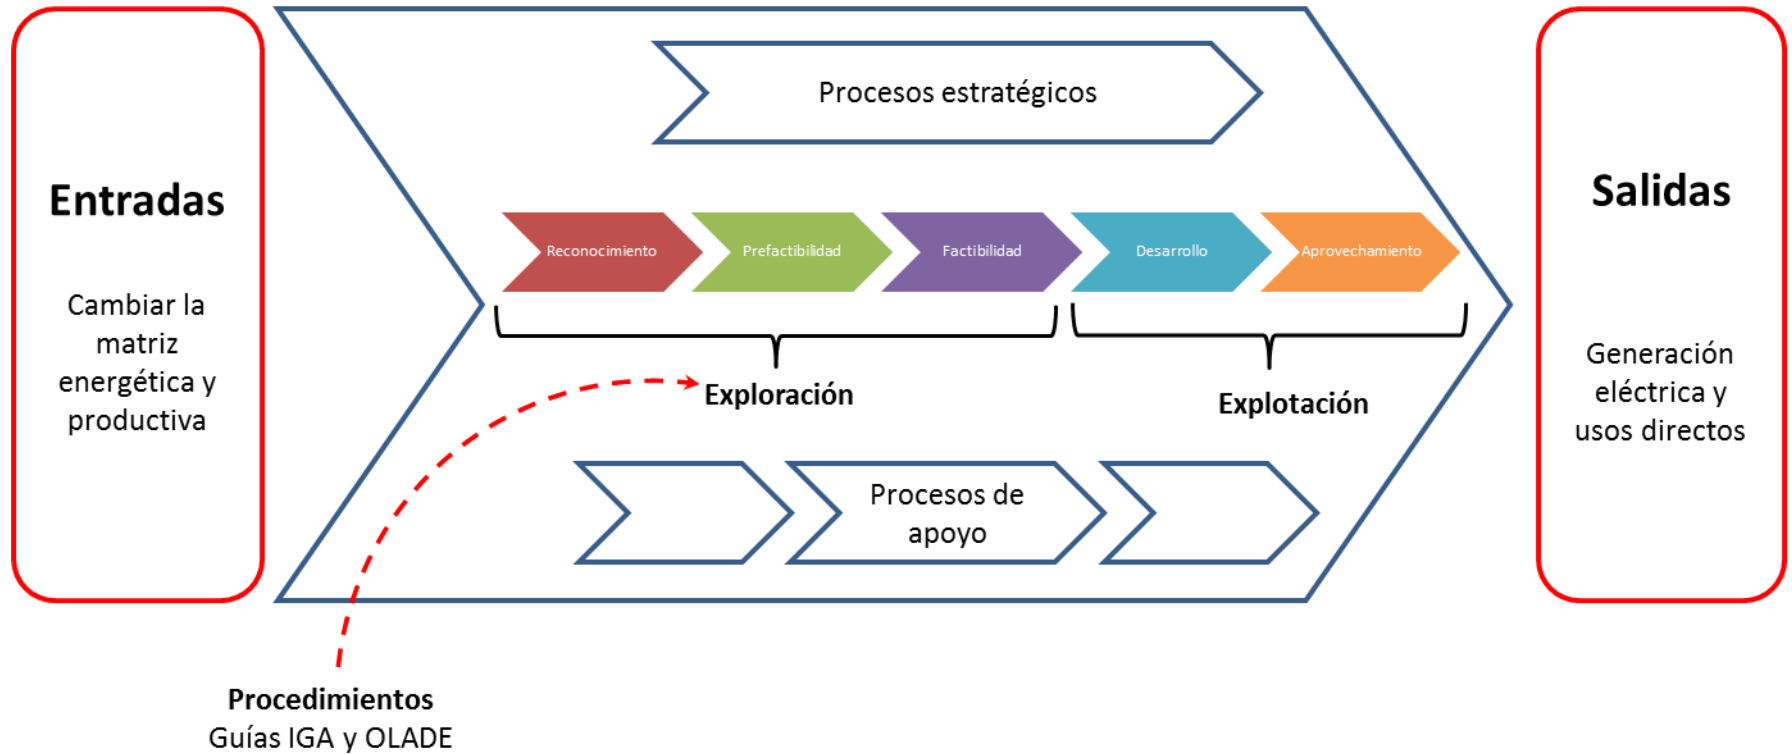 Entradas
Cambiar la
matriz
energética y
productiva
Procesos estratégicos
Reconocimiento
Prefactibilidad
Factibilidad
Desarrollo
Aprovechamiento
Exploración
Explotación
Procesos de
apoyo
Salidas
Generación
eléctrica y
usos directos
Procedimientos
Guías IGA y OLADE